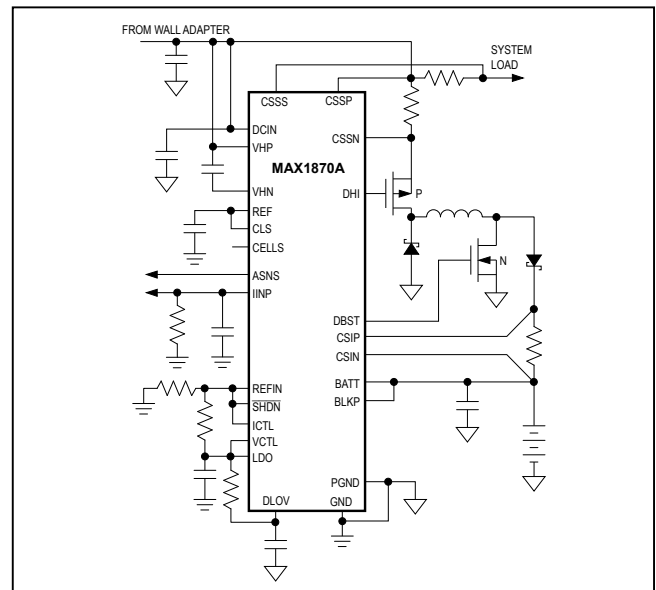 FROM WALL ADAPTER
SYSTEM
LOAD
CSSS
CSSP
DCIN
CSSN
VHP
MAX1870A
VHN
DHI
P
REF
CLS
CELLS
N
ASNS
IINP
DBST
CSIP
CSIN
BATT
REFIN
BLKP
SHDN
ICTL
VCTL
LDO
PGND
DLOV
GND